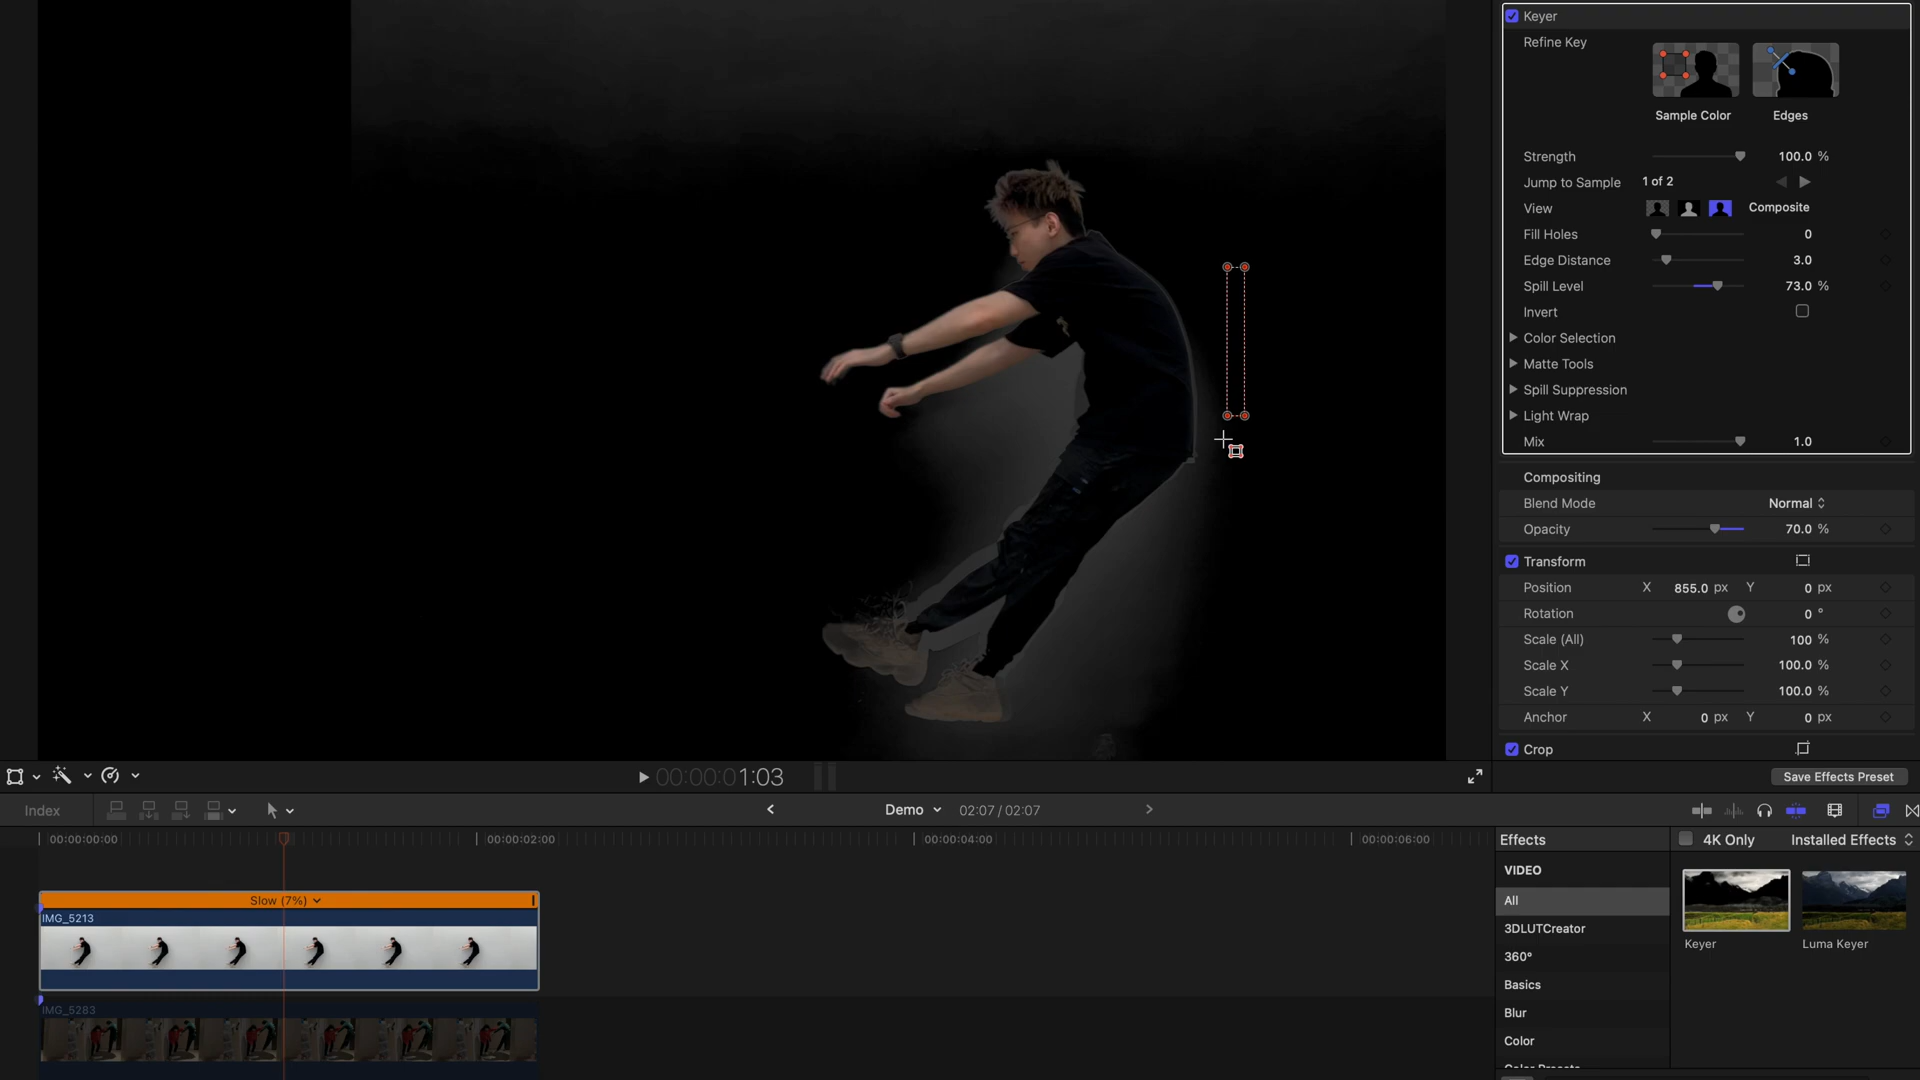 Keyer
Refine Key
Sample Color
Edges
Strength 100.0 %
Jump to Sample 1 of 2
View Composite
Fill Holes 0
Edge Distance 3.0
Spill Level 73.0 %
Invert
Color Selection
Matte Tools
Spill Suppression
Light Wrap
Mix 1.0
Compositing
Blend Mode Normal
Opacity 70.0 %
Transform
Position X 855.0 px Y 0 px
Rotation 0 °
Scale (All) 100 %
Scale X 100.0 %
Scale Y 100.0 %
Anchor X 0 px Y 0 px
Crop
00:00:01:03
Save Effects Preset
Index
Demo 02:07 / 02:07
00:00:00:00 00:00:02:00 00:00:04:00 00:00:06:00
Effects
4K Only
Installed Effects
VIDEO
All
3DLUTCreator
360°
Basics
Blur
Color
Color Presets
Keyer
Luma Keyer
Slow (7%)
IMG_5213
IMG_5283